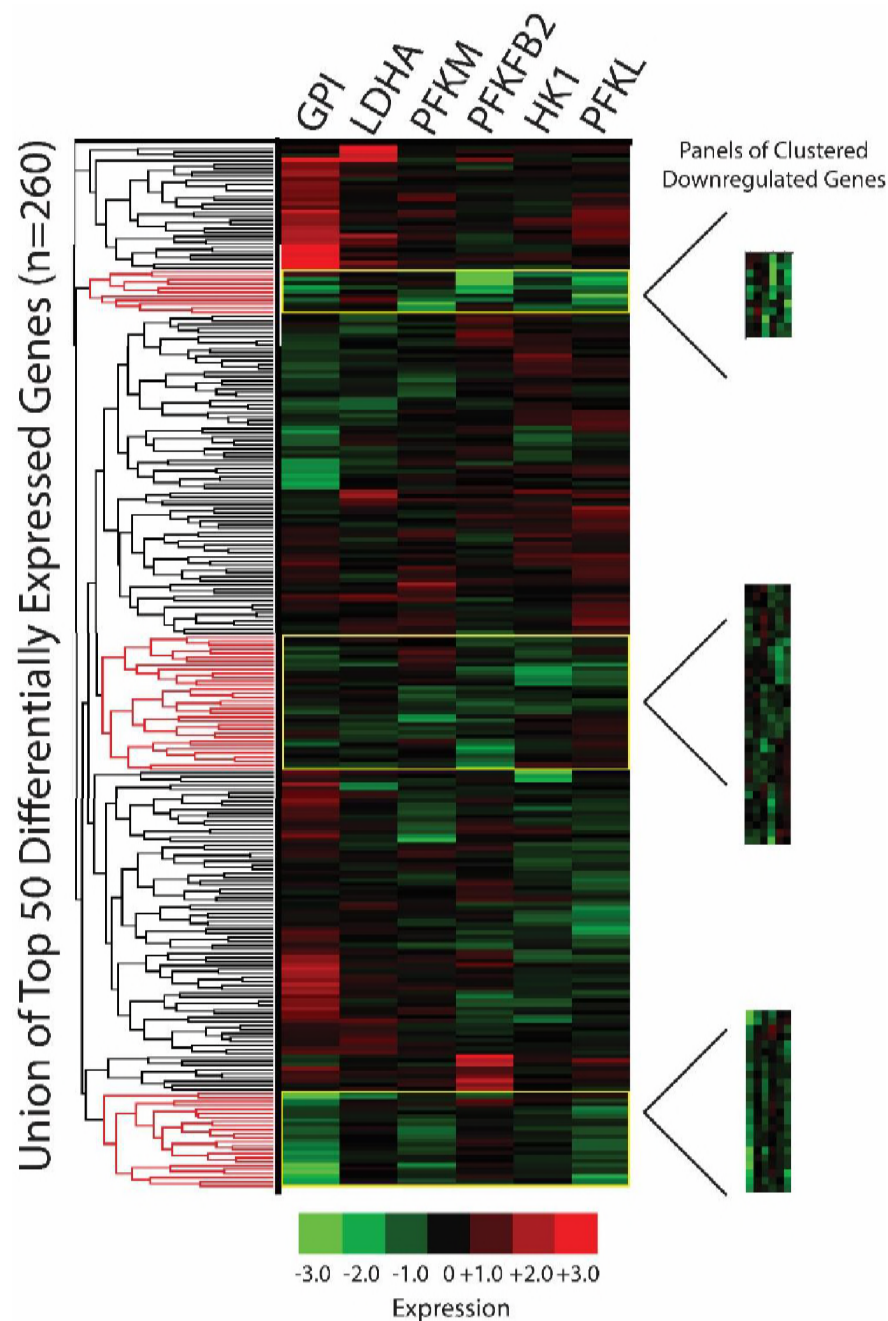 GPI LDHA PFKM PFKFB2 HK1 PFKL
Union of Top 50 Differentially Expressed Genes (n=260)
Panels of Clustered
Downregulated Genes
-3.0 -2.0 -1.0 0 +1.0 +2.0 +3.0
Expression